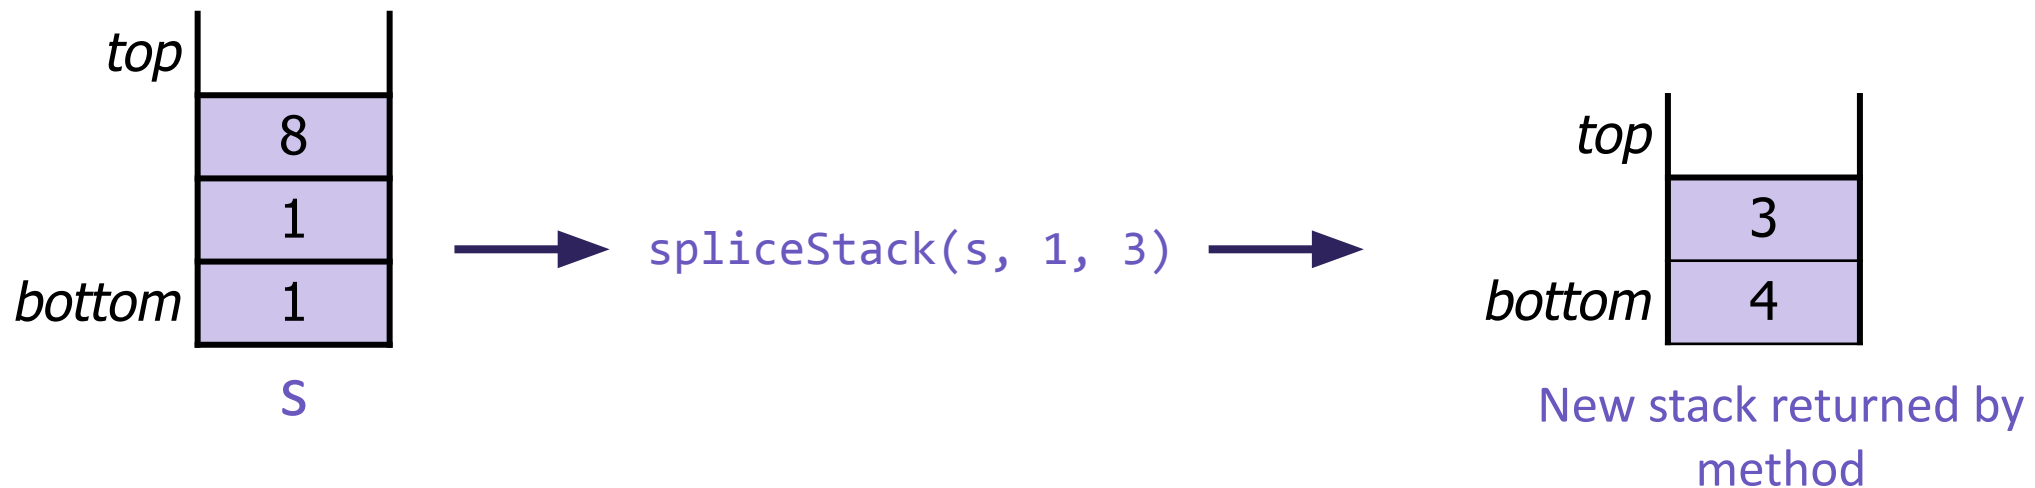 top
8
1
bottom
1
s
spliceStack(s, 1, 3)
top
3
bottom
4
New stack returned by
method